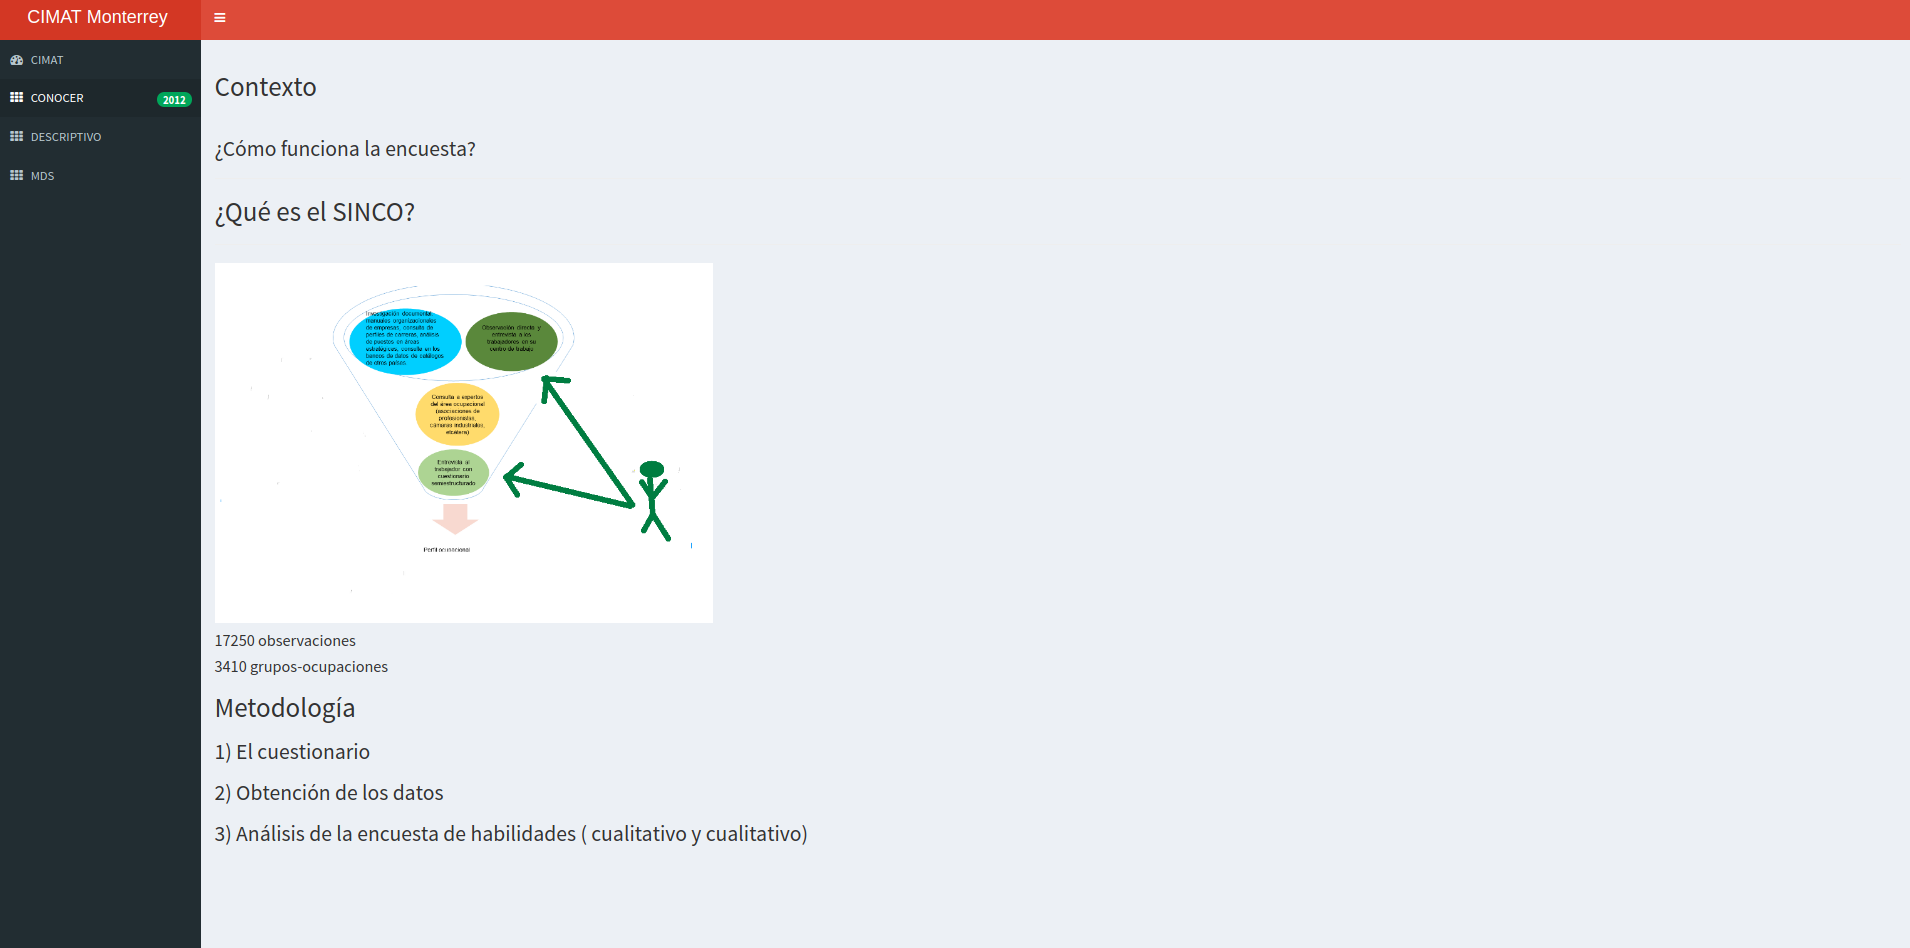 CIMAT Monterrey
CIMAT
CONOCER 2012
DESCRIPTIVO
MDS
Contexto
¿Cómo funciona la encuesta?
¿Qué es el SINCO?
Investigación documental
manuales organizacionales
de empresas, consulta de
perfiles de carreras, análisis
de puestos en áreas
estratégicas, consulta en los
bancos de datos de catálogos
de otros países.
Observación directa y
entrevista a los
trabajadores en su
centro de trabajo
Consulta a expertos
del área ocupacional
(asociaciones de
profesionistas,
cámaras industriales,
etcétera)
Entrevista al
trabajador con
cuestionario
semiestructurado
Perfil ocupacional
17250 observaciones
3410 grupos-ocupaciones
Metodología
1) El cuestionario
2) Obtención de los datos
3) Análisis de la encuesta de habilidades ( cualitativo y cualitativo)